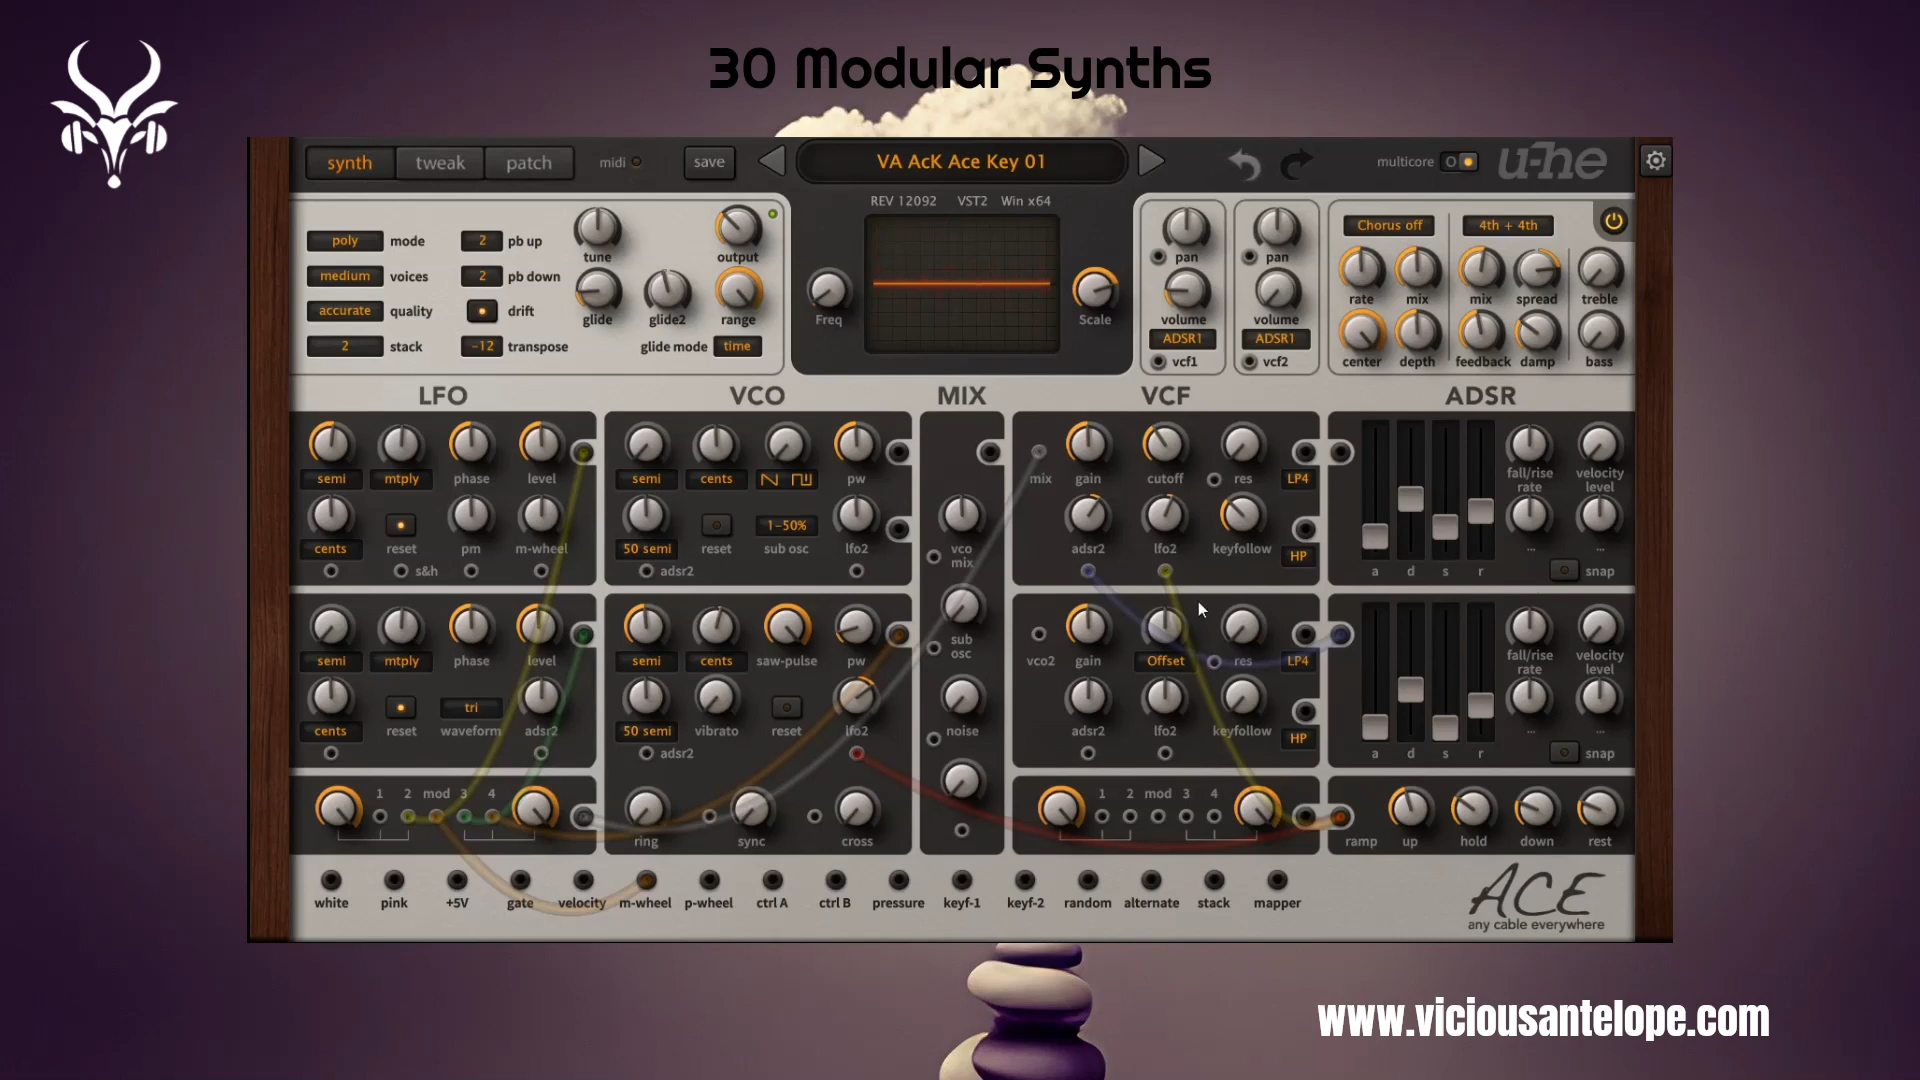 30 Modular Synths
synth tweak patch midi save VA AcK Ace Key 01 multicore u-he
REV 12092 VST2 Win x64
poly mode 2 pb up tune output
medium voices 2 pb down
accurate quality drift glide glide2 range
2 stack -12 transpose glide mode time
Freq Scale
pan pan
volume volume
ADSR1 ADSR1
vcf1 vcf2
Chorus off 4th + 4th
rate mix mix spread treble
center depth feedback damp bass
LFO VCO MIX VCF ADSR
semi mtply phase level
cents reset pm m-wheel
s&h
semi cents pw
50 semi reset 1-50% sub osc lfo2
adsr2
vco mix
mix gain cutoff res LP4
adsr2 lfo2 keyfollow HP
fall/rise rate velocity level
... ...
a d s r snap
semi mtply phase level
cents reset tri waveform adsr2
semi cents saw-pulse pw
50 semi vibrato reset lfo2
adsr2
sub osc
noise
vco2 gain Offset res LP4
adsr2 lfo2 keyfollow HP
fall/rise rate velocity level
... ...
a d s r snap
1 2 mod 3 4
ring sync cross
1 2 mod 3 4
ramp up hold down rest
white pink +5V gate velocity m-wheel p-wheel ctrl A ctrl B pressure keyf-1 keyf-2 random alternate stack mapper
ACE
any cable everywhere
www.viciousantelope.com